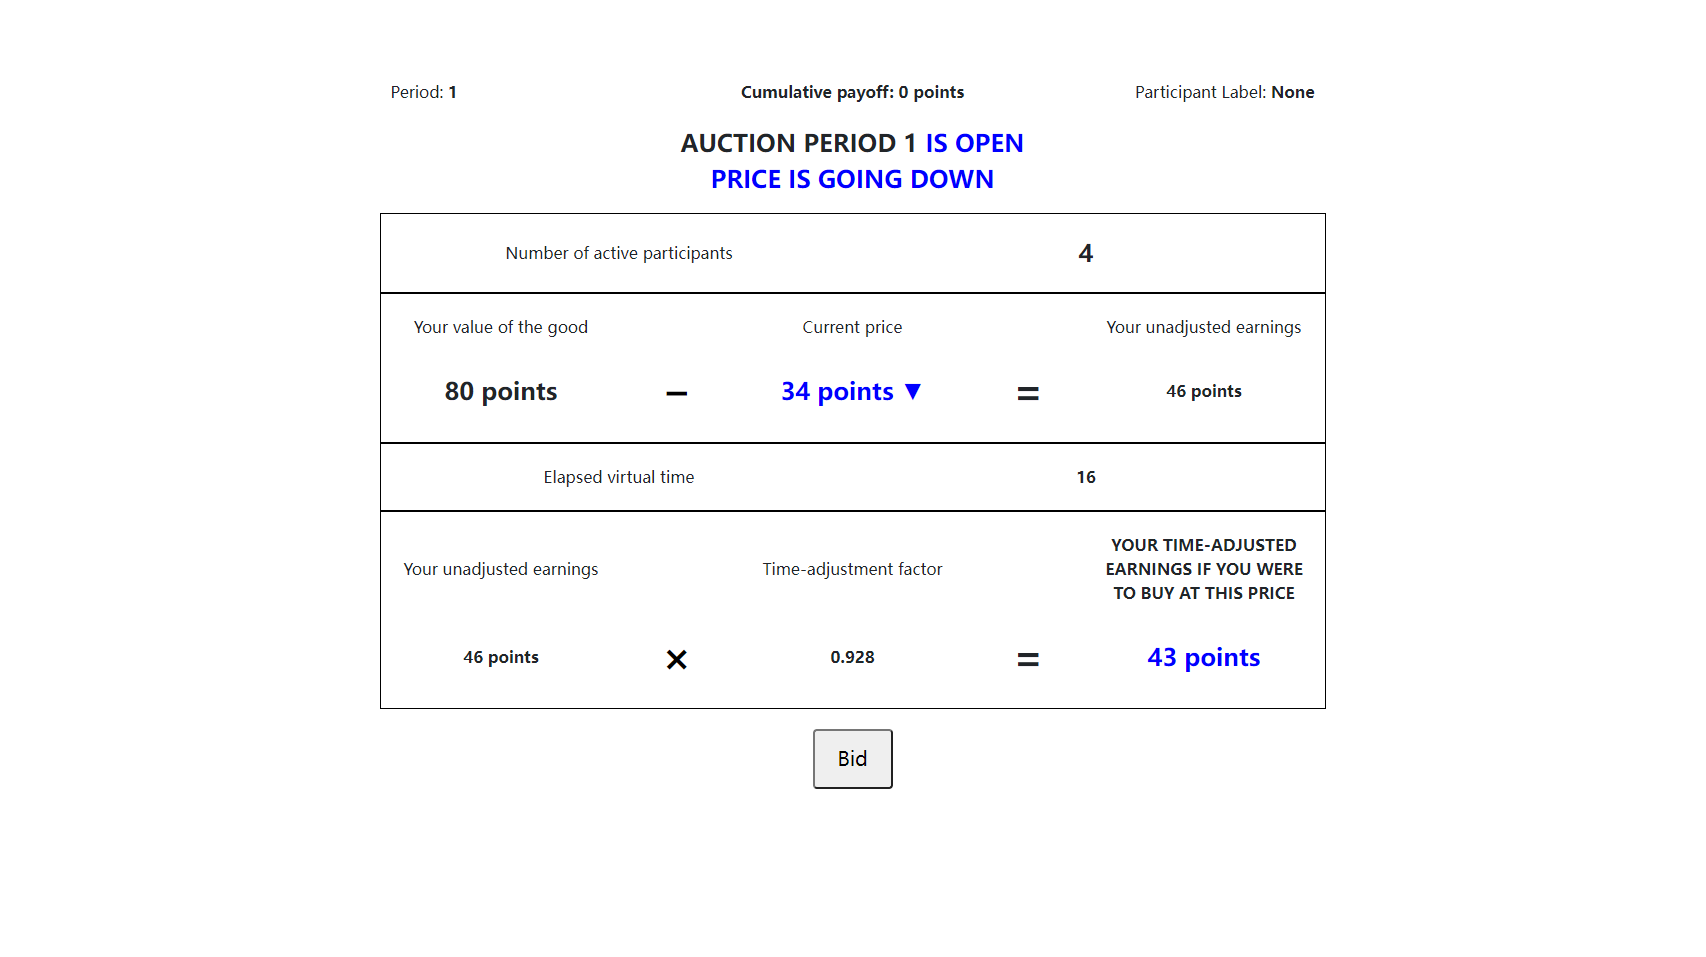 Period: 1
Cumulative payoff: 0 points
Participant Label: None
AUCTION PERIOD 1 IS OPEN
PRICE IS GOING DOWN
Number of active participants
4
Your value of the good
Current price
Your unadjusted earnings
80 points
–
34 points ▼
=
46 points
Elapsed virtual time
16
Your unadjusted earnings
Time-adjustment factor
YOUR TIME-ADJUSTED
EARNINGS IF YOU WERE
TO BUY AT THIS PRICE
46 points
×
0.928
=
43 points
Bid